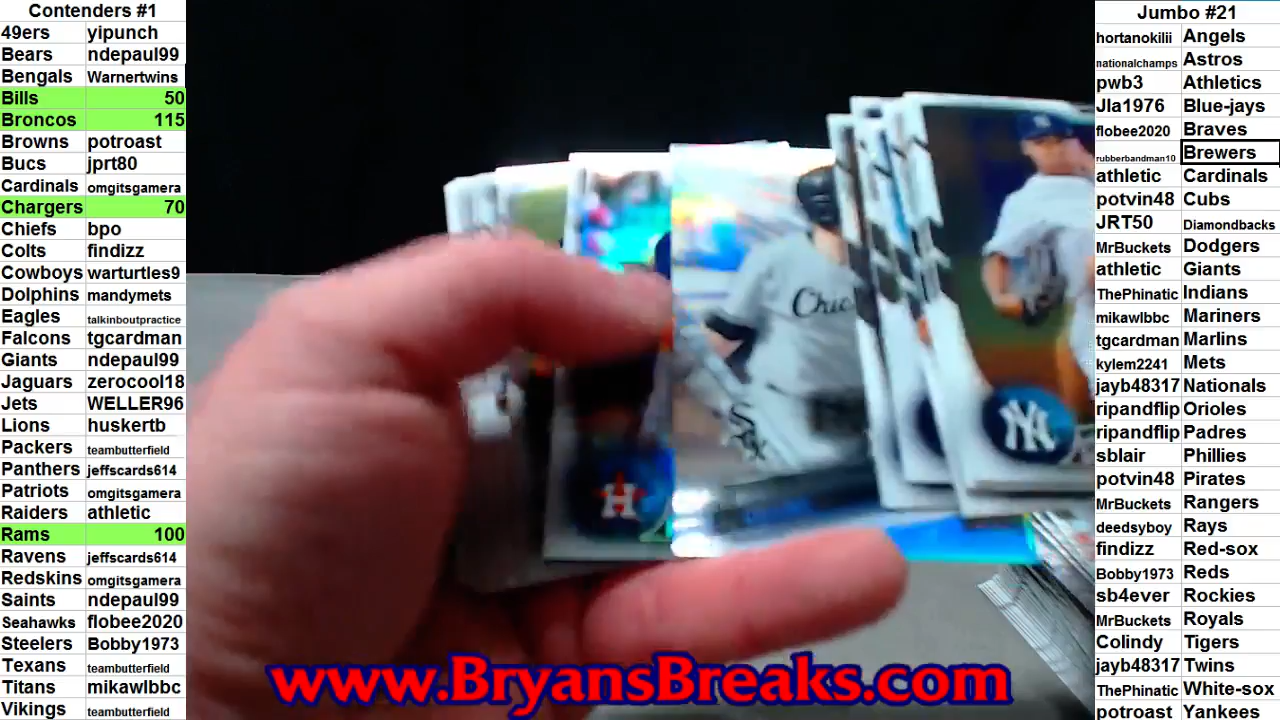 Contenders #1
49ers yipunch
Bears ndepaul99
Bengals Warnertwins
Bills 50
Broncos 115
Browns potroast
Bucs jprt80
Cardinals omgitsgamera
Chargers 70
Chiefs bpo
Colts findizz
Cowboys warturtles9
Dolphins mandymets
Eagles talkinboutpractice
Falcons tgcardman
Giants ndepaul99
Jaguars zerocool18
Jets WELLER96
Lions huskertb
Packers teambutterfield
Panthers jeffscards614
Patriots omgitsgamera
Raiders athletic
Rams 100
Ravens jeffscards614
Redskins omgitsgamera
Saints ndepaul99
Seahawks flobee2020
Steelers Bobby1973
Texans teambutterfield
Titans mikawlbbc
Vikings teambutterfield
Chic
NY
H
www.BryansBreaks.com
Jumbo #21
hortanokilii Angels
nationalchamps Astros
pwb3 Athletics
Jla1976 Blue-jays
flobee2020 Braves
rubberbandman10 Brewers
athletic Cardinals
potvin48 Cubs
JRT50 Diamondbacks
MrBuckets Dodgers
athletic Giants
ThePhinatic Indians
mikawlbbc Mariners
tgcardman Marlins
kylem2241 Mets
jayb48317 Nationals
ripandflip Orioles
ripandflip Padres
sblair Phillies
potvin48 Pirates
MrBuckets Rangers
deedsyboy Rays
findizz Red-sox
Bobby1973 Reds
sb4ever Rockies
MrBuckets Royals
Colindy Tigers
jayb48317 Twins
ThePhinatic White-sox
potroast Yankees